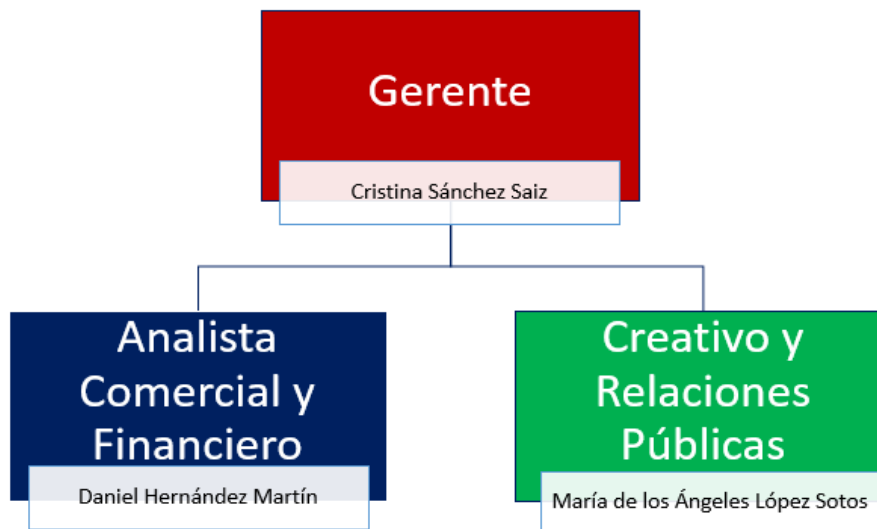 Gerente
Cristina Sánchez Saiz
Analista
Comercial y
Financiero
Daniel Hernández Martín
Creativo y
Relaciones
Públicas
María de los Ángeles López Sotos